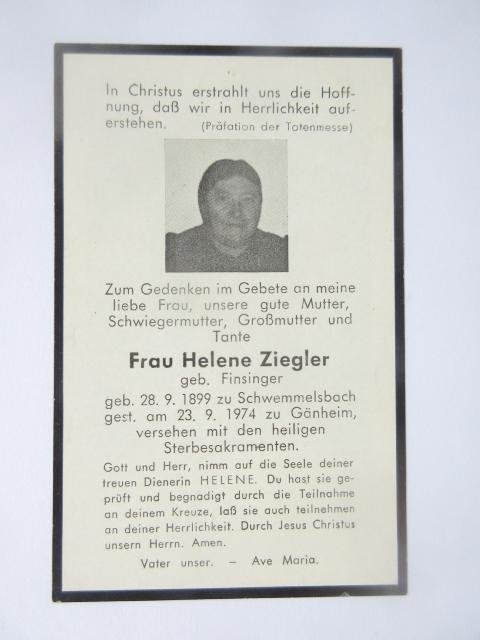 In Christus erstrahlt uns die Hoff-
nung, daß wir in Herrlichkeit auf-
erstehen. (Präfation der Totenmesse)
Zum Gedenken im Gebete an meine
liebe Frau, unsere gute Mutter,
Schwiegermutter, Großmutter und
Tante
Frau Helene Ziegler
geb. Finsinger
geb. 28. 9. 1899 zu Schwemmelsbach
gest. am 23. 9. 1974 zu Gänheim,
versehen mit den heiligen
Sterbesakramenten.
Gott und Herr, nimm auf die Seele deiner
treuen Dienerin HELENE. Du hast sie ge-
prüft und begnadigt durch die Teilnahme
an deinem Kreuze, laß sie auch teilnehmen
an deiner Herrlichkeit. Durch Jesus Christus
unsern Herrn. Amen.
Vater unser. – Ave Maria.